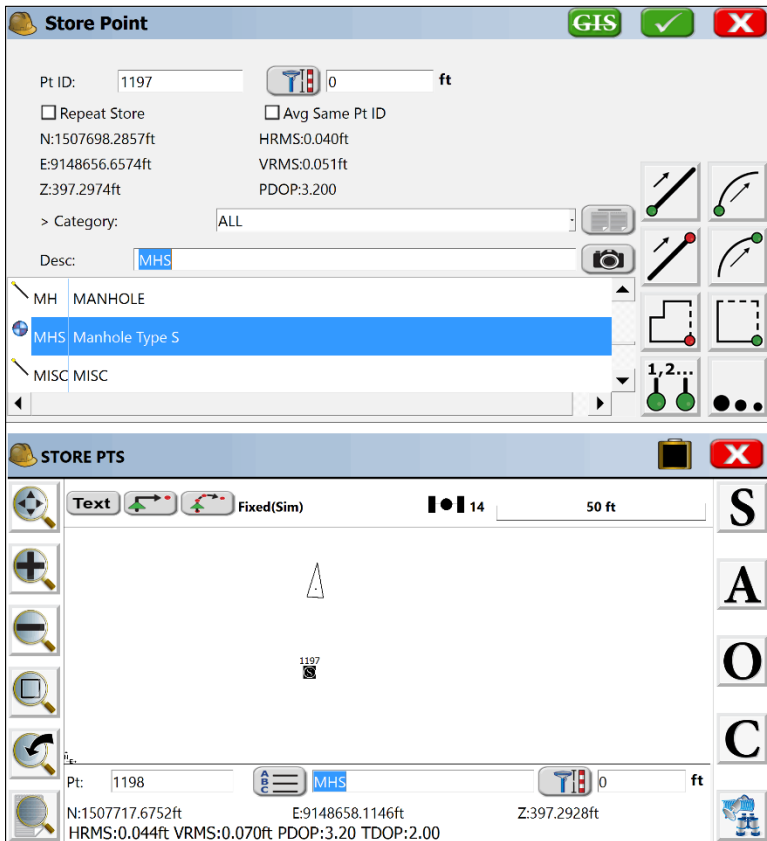 Store Point GIS
Pt ID: 1197 0 ft
Repeat Store Avg Same Pt ID
N:1507698.2857ft HRMS:0.040ft
E:9148656.6574ft VRMS:0.051ft
Z:397.2974ft PDOP:3.200
> Category: ALL
Desc: MHS
MH MANHOLE
MHS Manhole Type S
MISC MISC
1,2...
STORE PTS
Text Fixed(Sim) 14 50 ft
S
A
1197
S
O
C
Pt: 1198 A B C MHS 0 ft
N:1507717.6752ft E:9148658.1146ft Z:397.2928ft
HRMS:0.044ft VRMS:0.070ft PDOP:3.20 TDOP:2.00